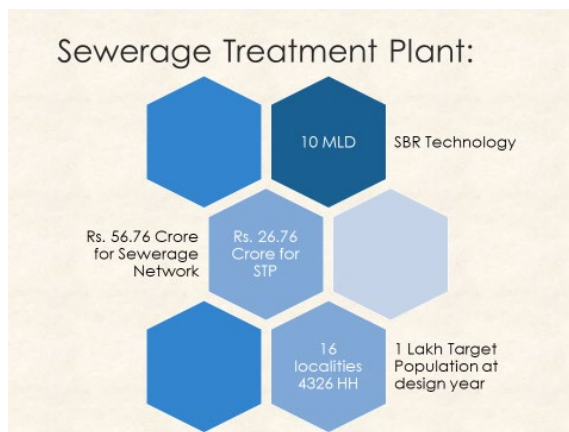 Sewerage Treatment Plant:
10 MLD
SBR Technology
Rs. 56.76 Crore
for Sewerage
Network
Rs. 26.76
Crore for
STP
16
localities
4326 HH
1 Lakh Target
Population at
design year